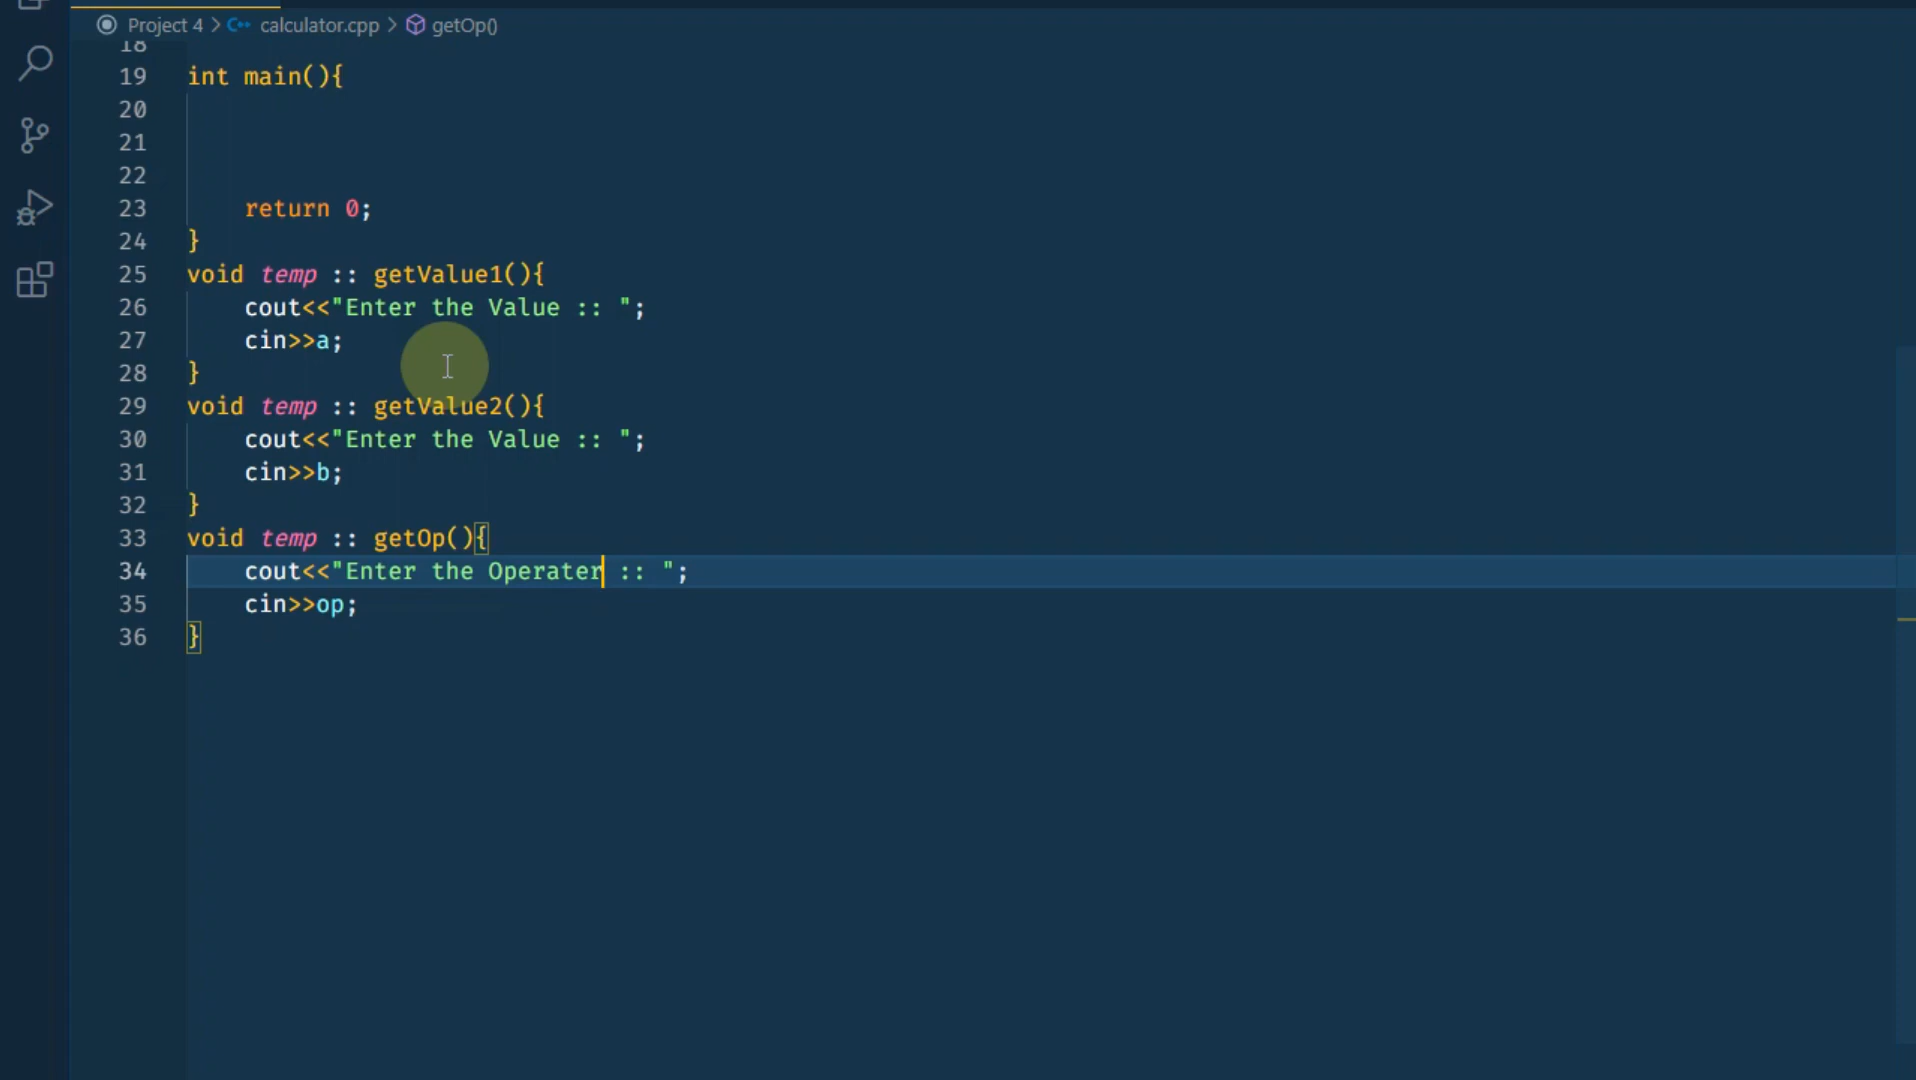 Project 4 > C++ calculator.cpp > getOp()
18
19 int main(){
20
21
22
23     return 0;
24 }
25 void temp :: getValue1(){
26     cout<<"Enter the Value :: ";
27     cin>>a;
28 }
29 void temp :: getValue2(){
30     cout<<"Enter the Value :: ";
31     cin>>b;
32 }
33 void temp :: getOp(){
34     cout<<"Enter the Operater :: ";
35     cin>>op;
36 }